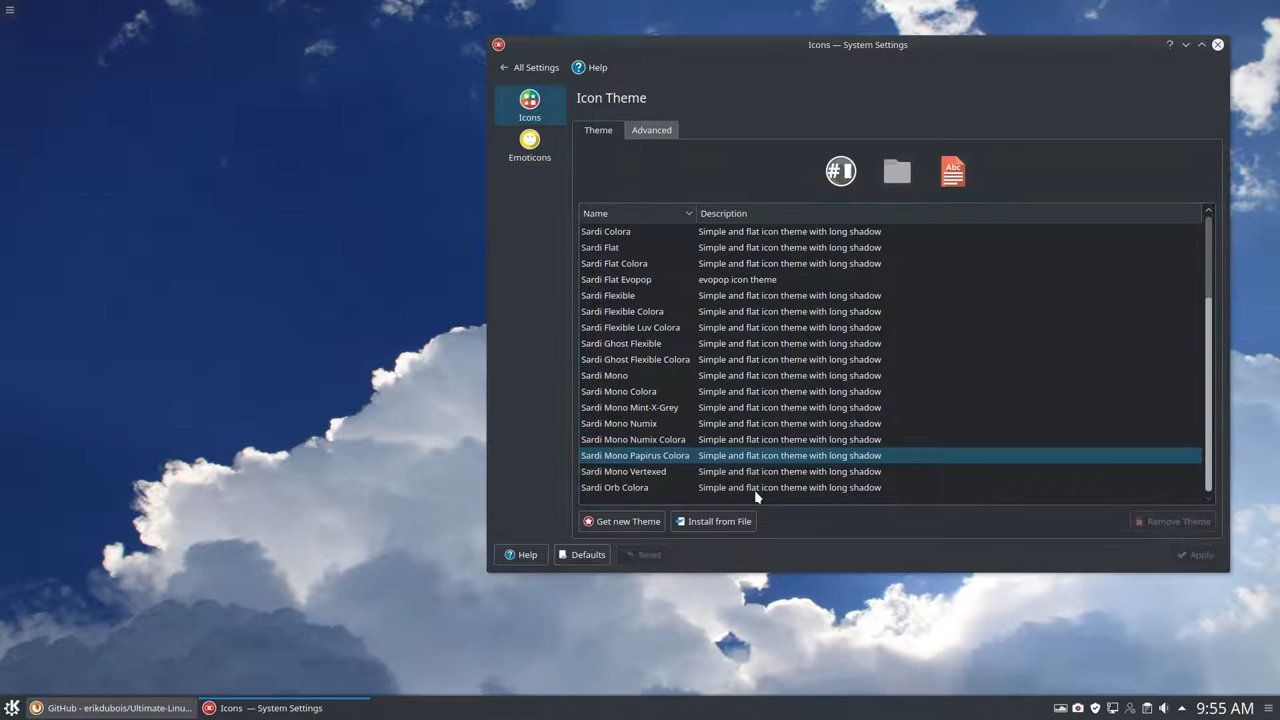 Icons — System Settings
All Settings
Help
Icons
Emoticons
Icon Theme
Theme
Advanced
#
Abc
Name
Description
Sardi Colora Simple and flat icon theme with long shadow
Sardi Flat Simple and flat icon theme with long shadow
Sardi Flat Colora Simple and flat icon theme with long shadow
Sardi Flat Evopop evopop icon theme
Sardi Flexible Simple and flat icon theme with long shadow
Sardi Flexible Colora Simple and flat icon theme with long shadow
Sardi Flexible Luv Colora Simple and flat icon theme with long shadow
Sardi Ghost Flexible Simple and flat icon theme with long shadow
Sardi Ghost Flexible Colora Simple and flat icon theme with long shadow
Sardi Mono Simple and flat icon theme with long shadow
Sardi Mono Colora Simple and flat icon theme with long shadow
Sardi Mono Mint-X-Grey Simple and flat icon theme with long shadow
Sardi Mono Numix Simple and flat icon theme with long shadow
Sardi Mono Numix Colora Simple and flat icon theme with long shadow
Sardi Mono Papirus Colora Simple and flat icon theme with long shadow
Sardi Mono Vertexed Simple and flat icon theme with long shadow
Sardi Orb Colora Simple and flat icon theme with long shadow
Get new Theme
Install from File
Remove Theme
Help
Defaults
Reset
Apply
GitHub - erikdubois/Ultimate-Linu...
Icons — System Settings
9:55 AM